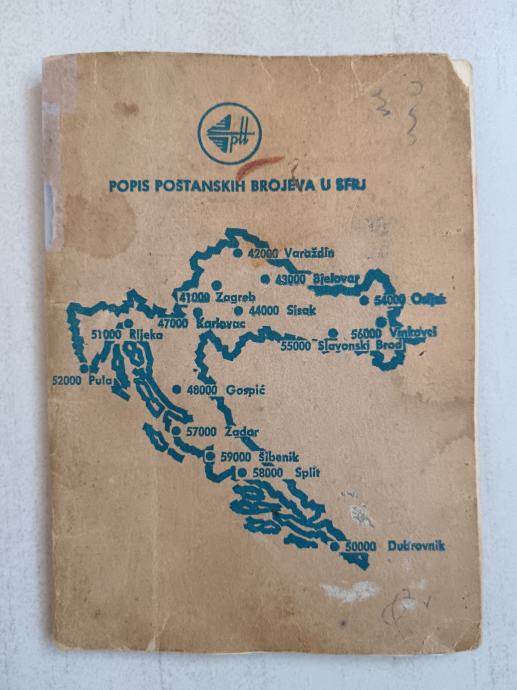 ptt
POPIS POŠTANSKIH BROJEVA U SFRJ
42000 Varaždin
43000 Bjelovar
41000 Zagreb
54000 Osijek
44000 Sisak
47000 Karlovac
51000 Rijeka
56000 Vinkovci
55000 Slavonski Brod
52000 Pula
48000 Gospić
57000 Zadar
59000 Šibenik
58000 Split
50000 Dubrovnik